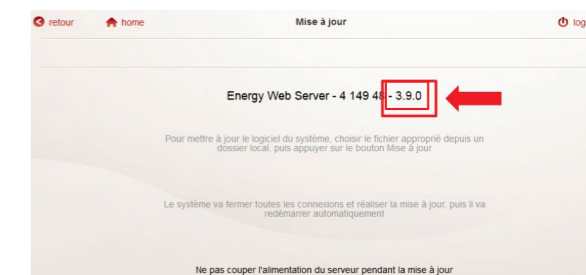 retour home Mise à jour
Energy Web Server - 4 149 48 - 3.9.0
Pour mettre à jour le logiciel du système, choisir le fichier approprié depuis un
dossier local, puis appuyer sur le bouton Mise à jour
Le système va fermer toutes les connexions et réaliser la mise à jour, puis il va
redémarrer automatiquement
Ne pas couper l'alimentation du serveur pendant la mise à jour